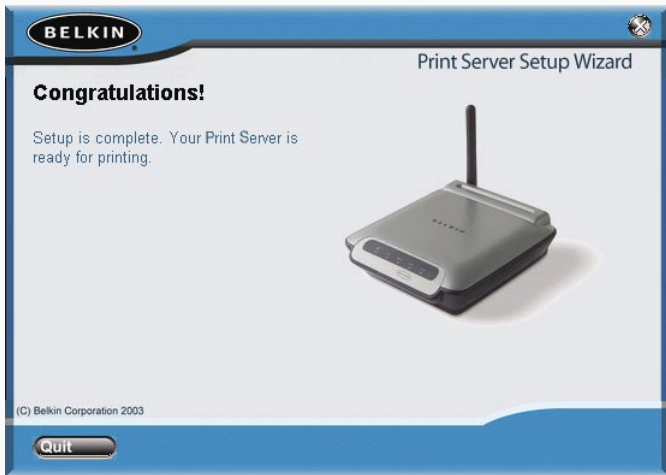 BELKIN
Print Server Setup Wizard
Congratulations!
Setup is complete. Your Print Server is
ready for printing.
BELKIN
(C) Belkin Corporation 2003
Quit